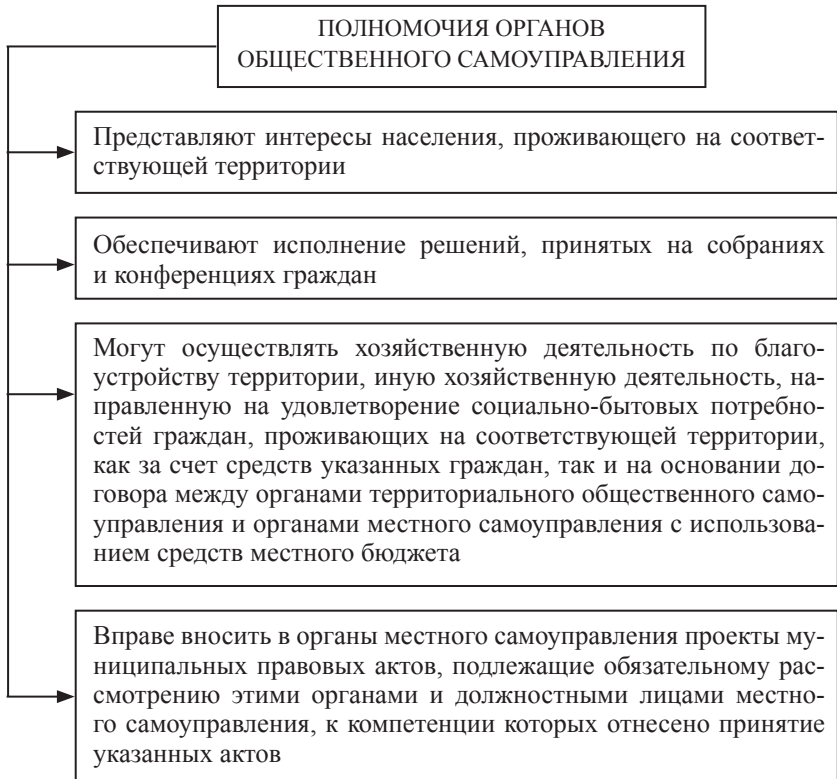 ПОЛНОМОЧИЯ ОРГАНОВ
ОБЩЕСТВЕННОГО САМОУПРАВЛЕНИЯ
Представляют интересы населения, проживающего на соответ-
ствующей территории
Обеспечивают исполнение решений, принятых на собраниях
и конференциях граждан
Могут осуществлять хозяйственную деятельность по благо-
устройству территории, иную хозяйственную деятельность, на-
правленную на удовлетворение социально-бытовых потребно-
стей граждан, проживающих на соответствующей территории,
как за счет средств указанных граждан, так и на основании до-
говора между органами территориального общественного само-
управления и органами местного самоуправления с использова-
нием средств местного бюджета
Вправе вносить в органы местного самоуправления проекты му-
ниципальных правовых актов, подлежащие обязательному рас-
смотрению этими органами и должностными лицами местно-
го самоуправления, к компетенции которых отнесено принятие
указанных актов